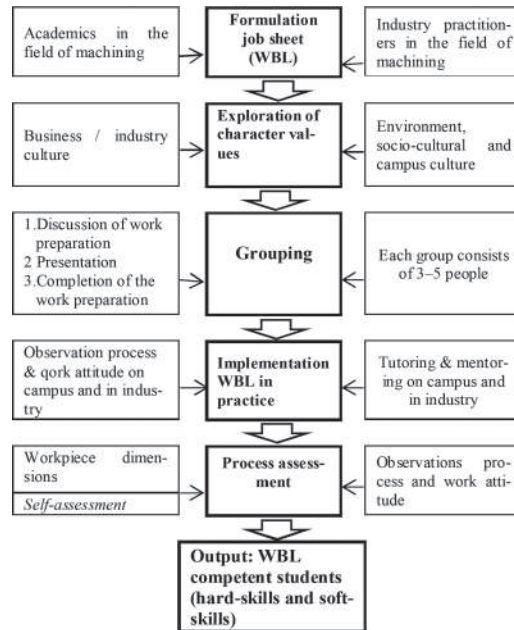 Academics in the
field of machining
Formulation
job sheet
(WBL)
Industry practition-
ers in the field of
machining
Business / industry
culture
Exploration of
character val-
ues
Environment,
socio-cultural and
campus culture
1.Discussion of work
preparation
2 Presentation
3.Completion of the
work preparation
Grouping
Each group consists
of 3–5 people
Observation process
& qork attitude on
campus and in indus-
try
Implementation
WBL in
practice
Tutoring & mentor-
ing on campus and
in industry
Workpiece dimen-
sions
Self-assessment
Process assess-
ment
Observations pro-
cess and work atti-
tude
Output: WBL
competent students
(hard-skills and soft-
skills)